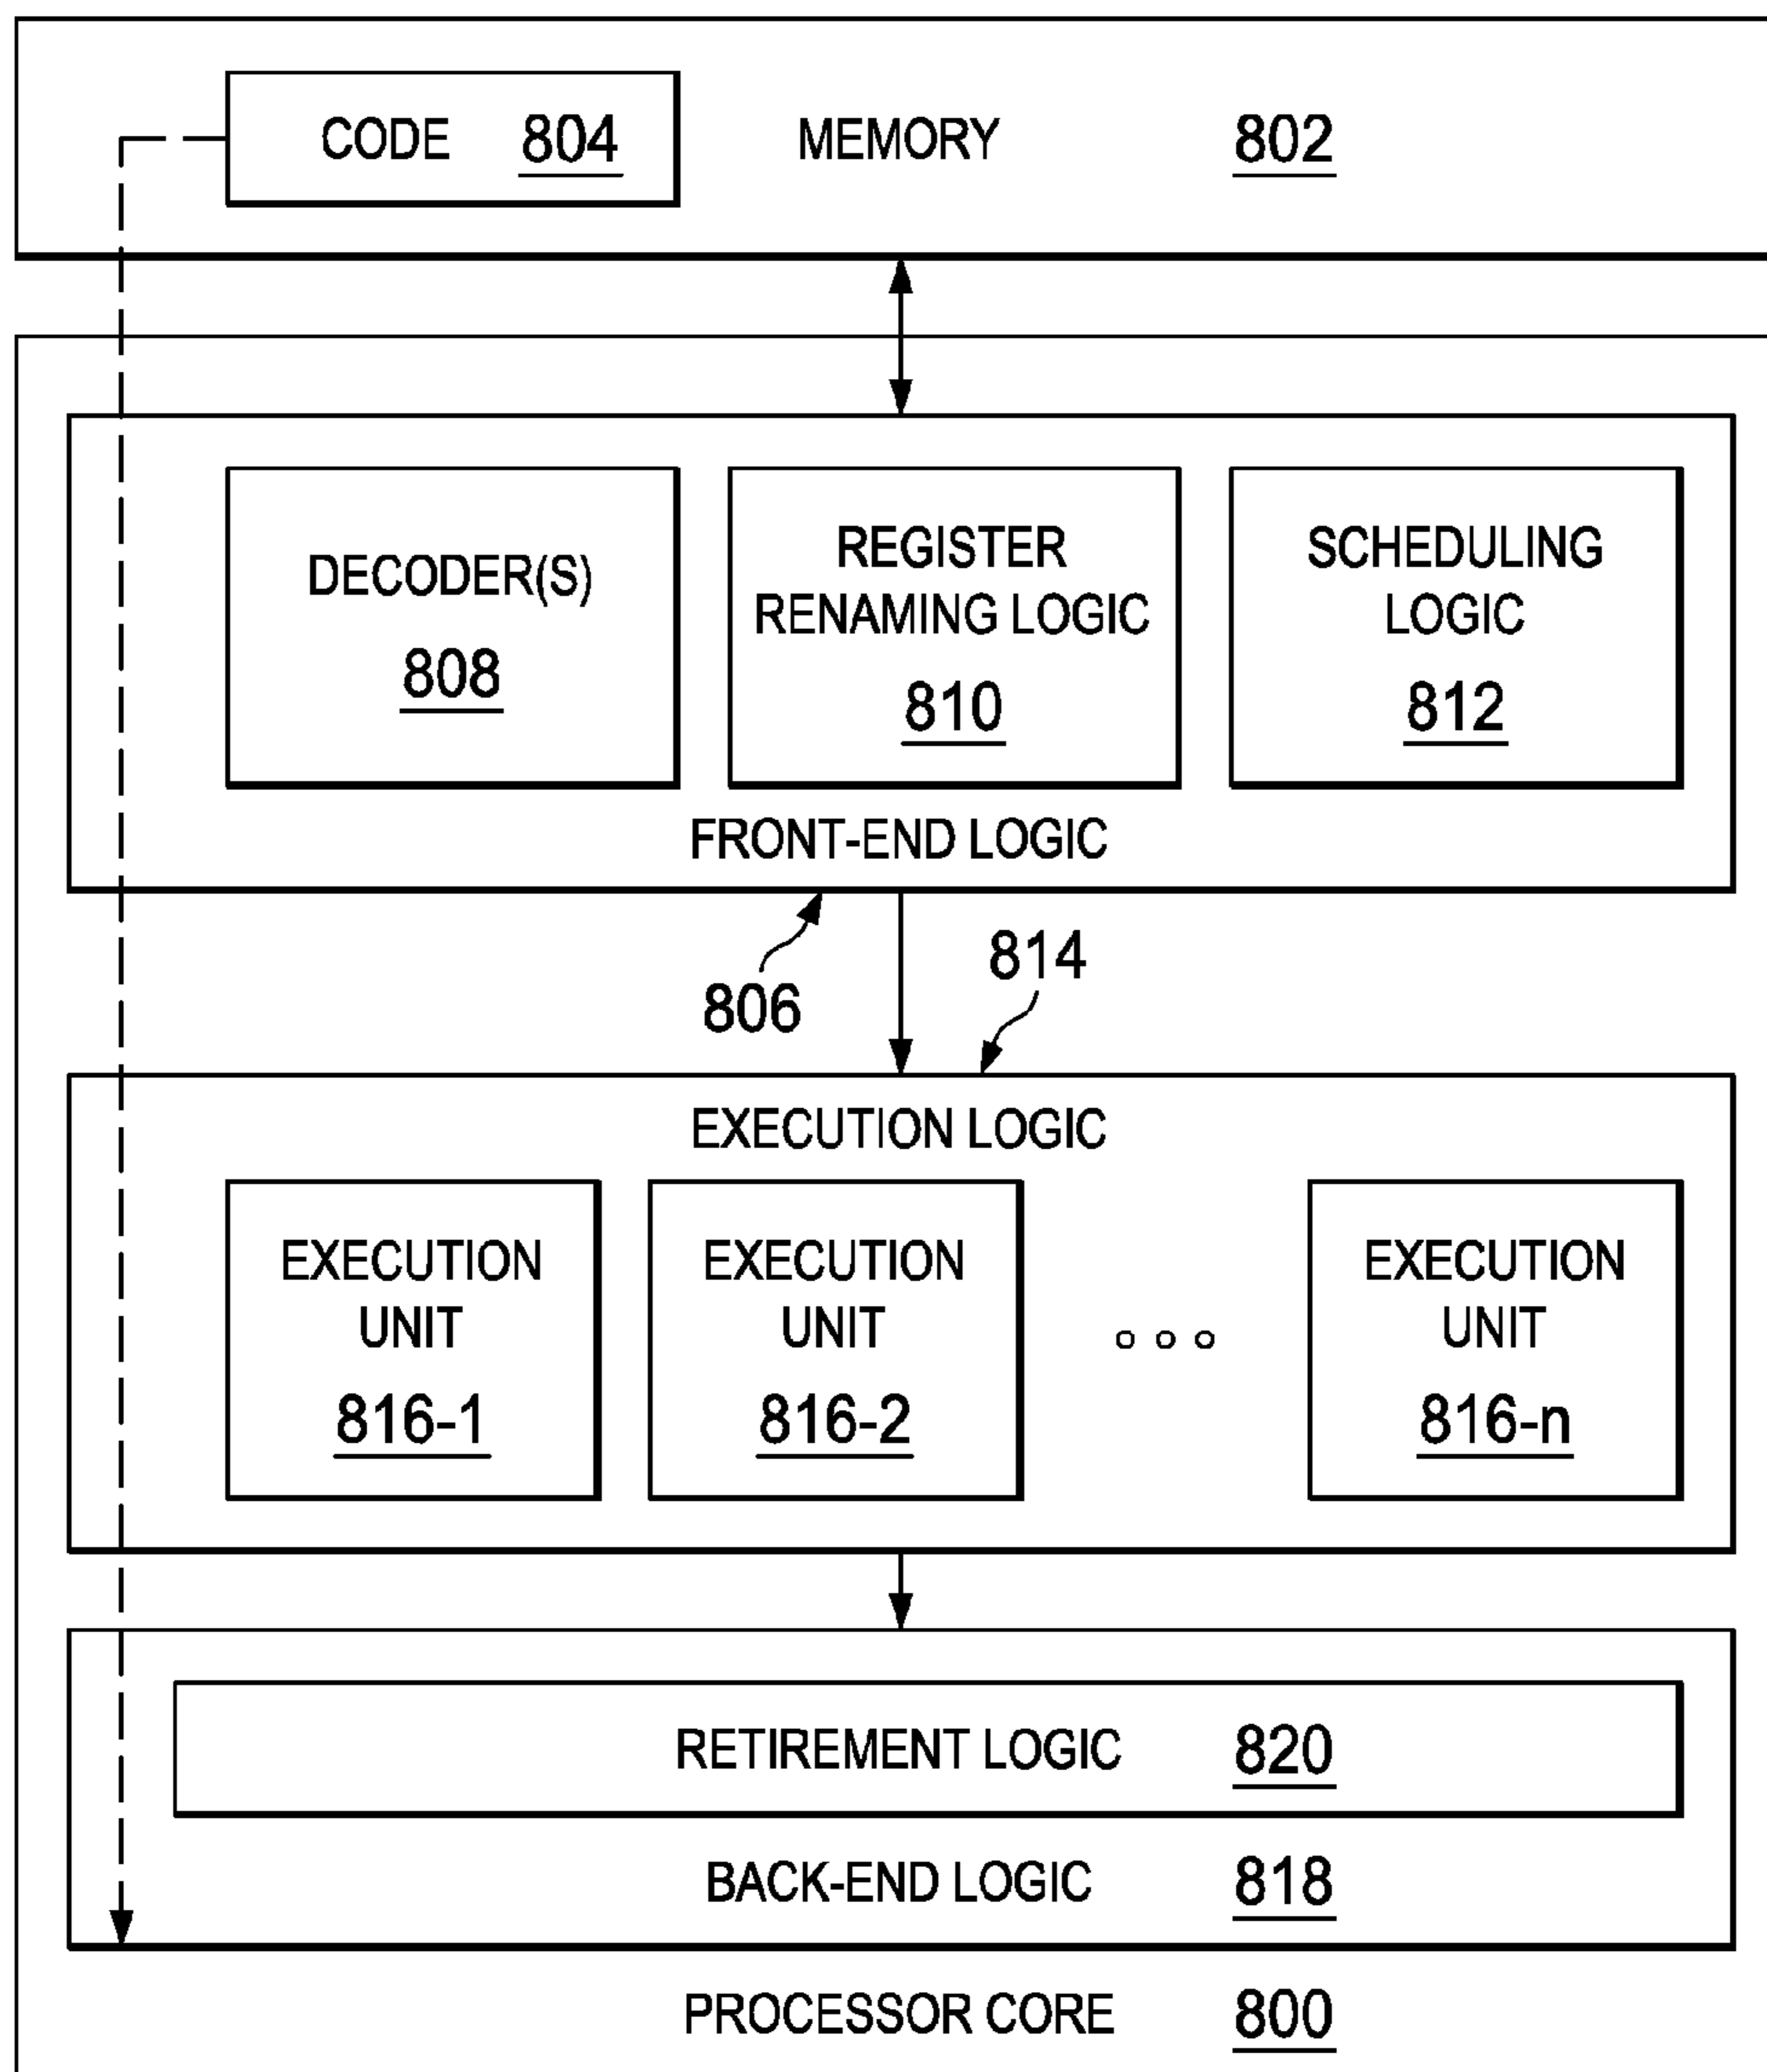 CODE 804 MEMORY 802
DECODER(S)
808
REGISTER
RENAMING LOGIC
810
SCHEDULING
LOGIC
812
FRONT-END LOGIC
806
814
EXECUTION LOGIC
EXECUTION
UNIT
816-1
EXECUTION
UNIT
816-2
EXECUTION
UNIT
816-n
RETIREMENT LOGIC 820
BACK-END LOGIC 818
PROCESSOR CORE 800